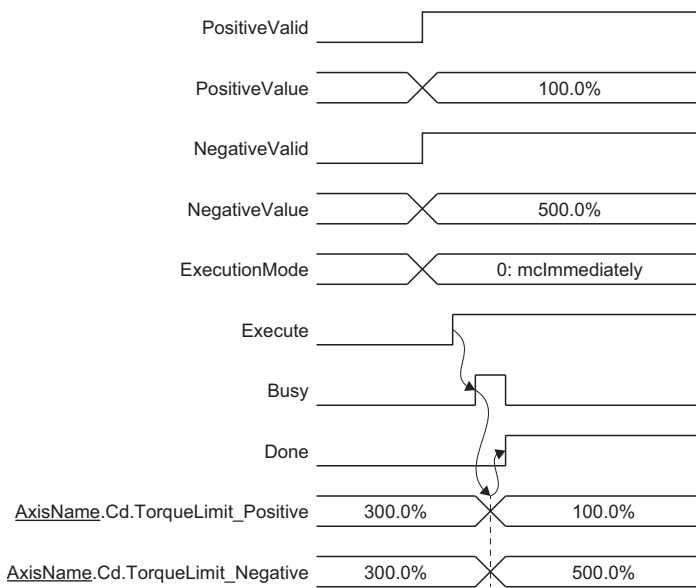 PositiveValid
PositiveValue 100.0%
NegativeValid
NegativeValue 500.0%
ExecutionMode 0: mcImmediately
Execute
Busy
Done
AxisName.Cd.TorqueLimit_Positive 300.0% 100.0%
AxisName.Cd.TorqueLimit_Negative 300.0% 500.0%